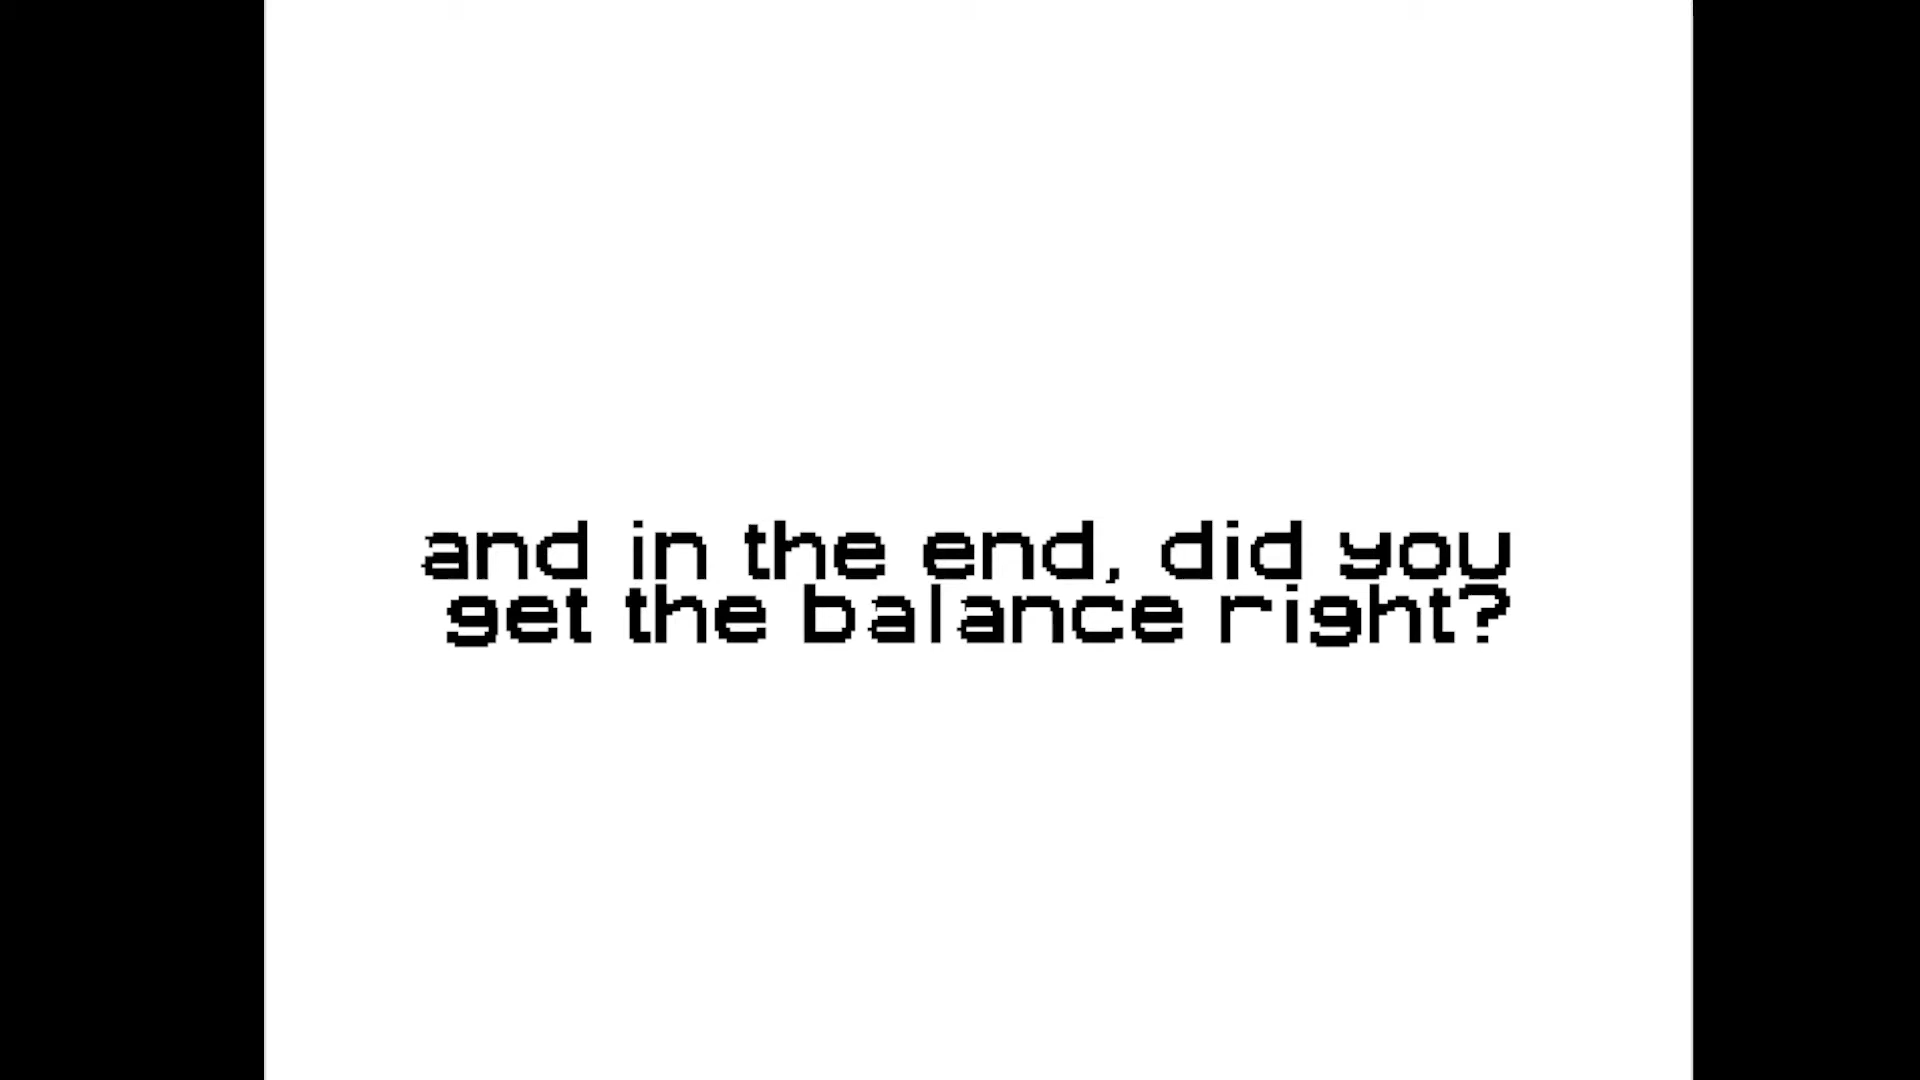 and in the end, did you
get the balance right?